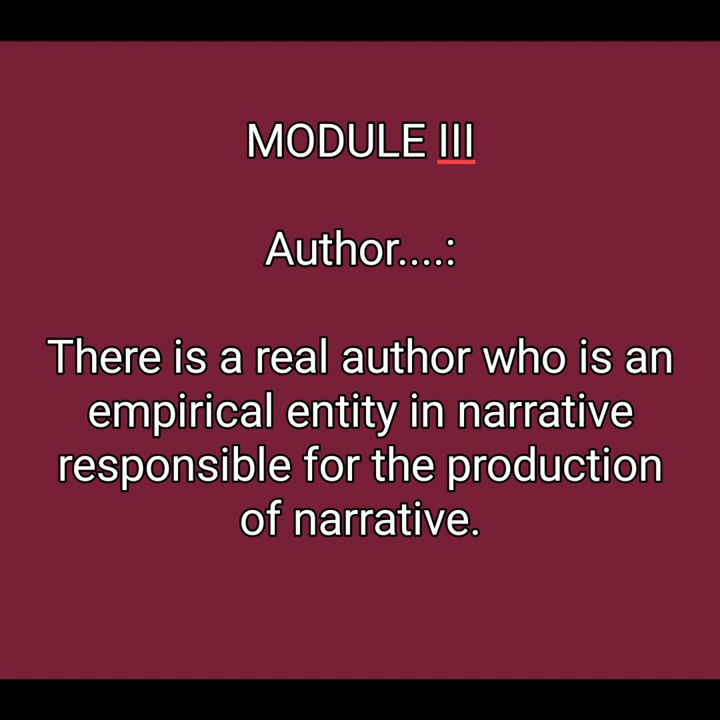 MODULE III
Author....:
There is a real author who is an
empirical entity in narrative
responsible for the production
of narrative.